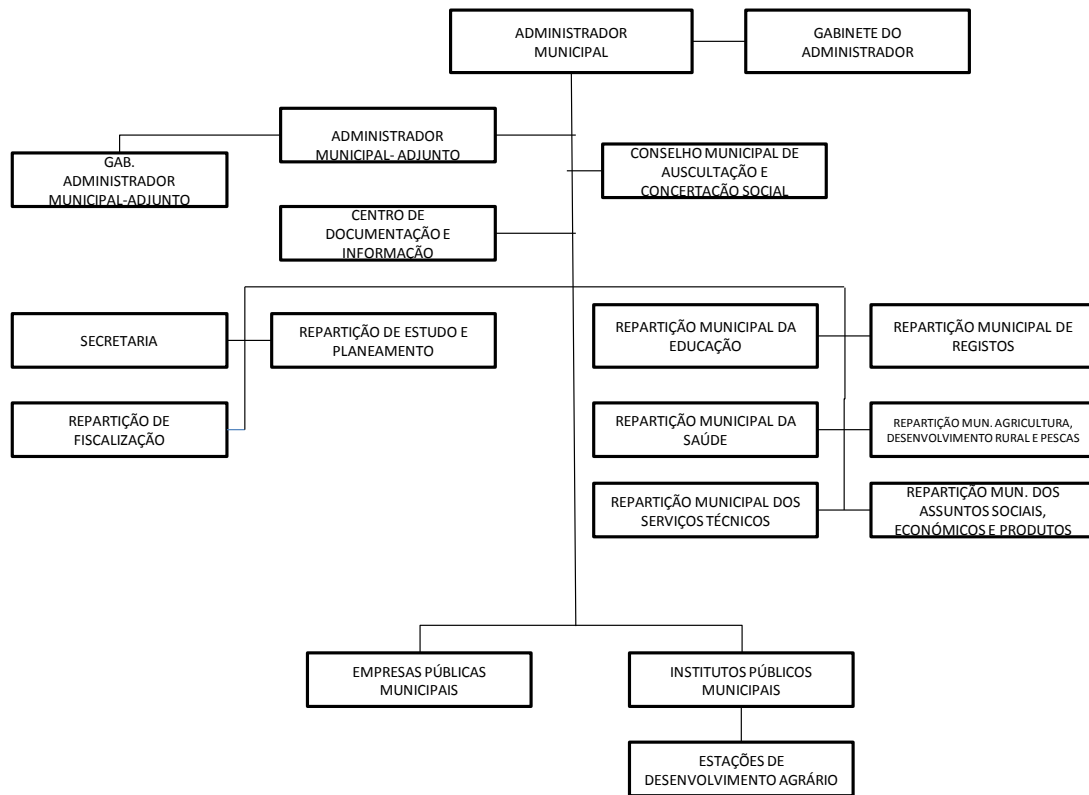 ADMINISTRADOR
MUNICIPAL
GABINETE DO
ADMINISTRADOR
ADMINISTRADOR
MUNICIPAL- ADJUNTO
GAB.
ADMINISTRADOR
MUNICIPAL-ADJUNTO
CONSELHO MUNICIPAL DE
AUSCULTAÇÃO E
CONCERTAÇÃO SOCIAL
CENTRO DE
DOCUMENTAÇÃO E
INFORMAÇÃO
SECRETARIA
REPARTIÇÃO DE ESTUDO E
PLANEAMENTO
REPARTIÇÃO MUNICIPAL DA
EDUCAÇÃO
REPARTIÇÃO MUNICIPAL DE
REGISTOS
REPARTIÇÃO DE
FISCALIZAÇÃO
REPARTIÇÃO MUNICIPAL DA
SAÚDE
REPARTIÇÃO MUN. AGRICULTURA,
DESENVOLVIMENTO RURAL E PESCAS
REPARTIÇÃO MUNICIPAL DOS
SERVIÇOS TÉCNICOS
REPARTIÇÃO MUN. DOS
ASSUNTOS SOCIAIS,
ECONÓMICOS E PRODUTOS
EMPRESAS PÚBLICAS
MUNICIPAIS
INSTITUTOS PÚBLICOS
MUNICIPAIS
ESTAÇÕES DE
DESENVOLVIMENTO AGRÁRIO